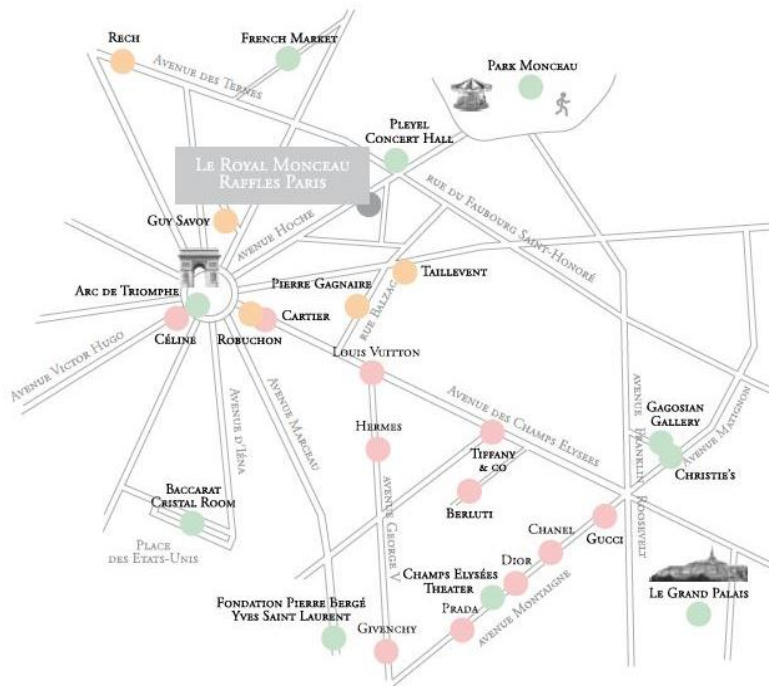 Rech
French Market
Avenue des Ternes
Park Monceau
Pleyel
Concert Hall
Le Royal Monceau
Raffles Paris
rue du Faubourg Saint-Honoré
Guy Savoy
avenue Hoche
Arc de Triomphe
Pierre Gagnaire
Taillevent
rue Balzac
Céline
Robuchon
Cartier
Avenue Victor Hugo
Louis Vuitton
Avenue des Champs Elysees
Avenue d'Iéna
Avenue Marceau
Hermes
Tiffany
& co
avenue Franklin Roosevelt
Gagosian
Gallery
Avenue Matignon
Christie's
Baccarat
Cristal Room
Berluti
avenue George V
Gucci
Chanel
Place
des Etats-Unis
Dior
Champs Elysées
Theater
Le Grand Palais
Fondation Pierre Bergé
Yves Saint Laurent
Prada
avenue Montaigne
Givenchy